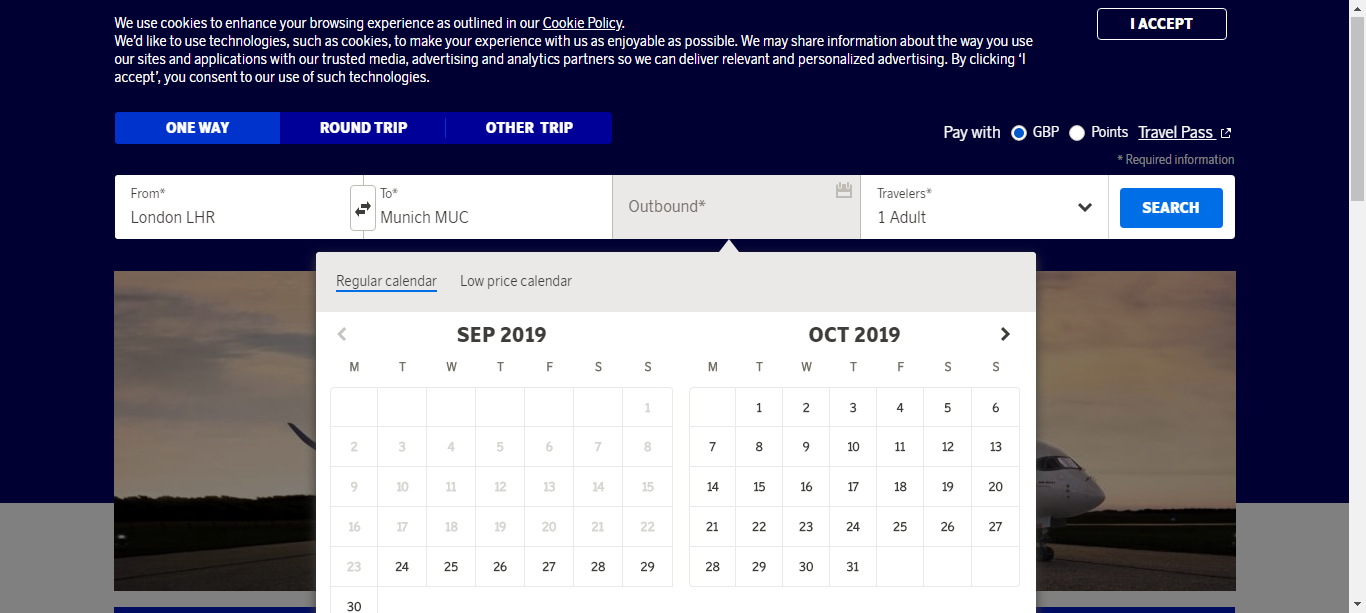 We use cookies to enhance your browsing experience as outlined in our Cookie Policy.
We'd like to use technologies, such as cookies, to make your experience with us as enjoyable as possible. We may share information about the way you use
our sites and applications with our trusted media, advertising and analytics partners so we can deliver relevant and personalized advertising. By clicking 'I
accept', you consent to our use of such technologies.
I ACCEPT
ONE WAY ROUND TRIP OTHER TRIP
Pay with GBP Points Travel Pass
* Required information
From* To* Travelers*
London LHR Munich MUC Outbound* 1 Adult SEARCH
Regular calendar Low price calendar
SEP 2019
M T W T F S S
1
2 3 4 5 6 7 8
9 10 11 12 13 14 15
16 17 18 19 20 21 22
23 24 25 26 27 28 29
30
OCT 2019
M T W T F S S
1 2 3 4 5 6
7 8 9 10 11 12 13
14 15 16 17 18 19 20
21 22 23 24 25 26 27
28 29 30 31